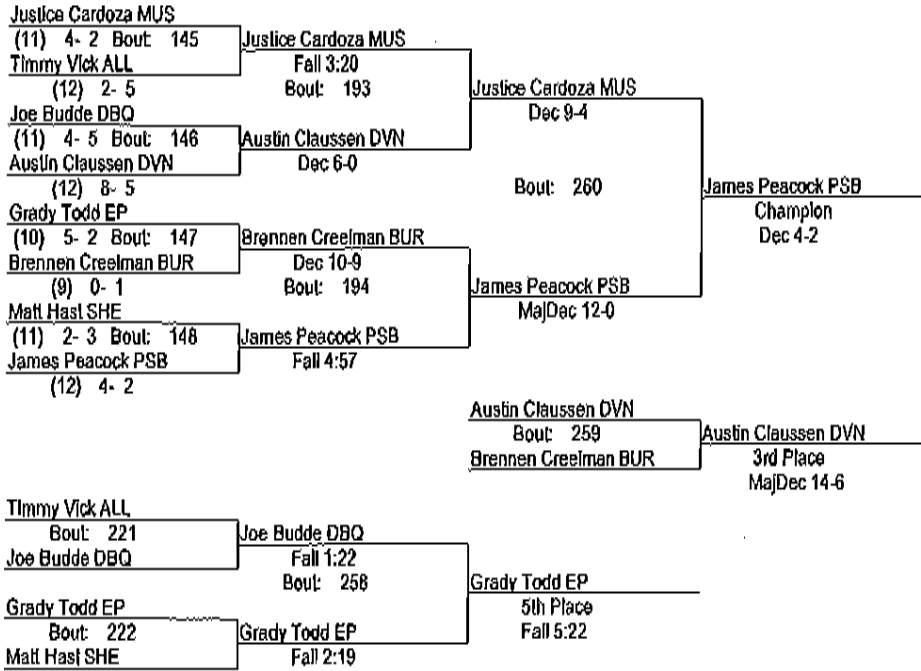 Justice Cardoza MUS
(11) 4- 2 Bout: 145
Timmy Vick ALL
(12) 2- 5
Joe Budde DBQ
(11) 4- 5 Bout: 146
Austin Claussen DVN
(12) 8- 5
Grady Todd EP
(10) 5- 2 Bout: 147
Brennen Creelman BUR
(9) 0- 1
Matt Hast SHE
(11) 2- 3 Bout: 148
James Peacock PSB
(12) 4- 2
Justice Cardoza MUS
Fall 3:20
Bout: 193
Austin Claussen DVN
Dec 6-0
Brennen Creelman BUR
Dec 10-9
Bout: 194
James Peacock PSB
Fall 4:57
Justice Cardoza MUS
Dec 9-4
Bout: 260
James Peacock PSB
MajDec 12-0
James Peacock PSB
Champion
Dec 4-2
Austin Claussen DVN
Bout: 259
Brennen Creelman BUR
Austin Claussen DVN
3rd Place
MajDec 14-6
Timmy Vick ALL
Bout: 221
Joe Budde DBQ
Grady Todd EP
Bout: 222
Matt Hast SHE
Joe Budde DBQ
Fall 1:22
Bout: 258
Grady Todd EP
Fall 2:19
Grady Todd EP
5th Place
Fall 5:22